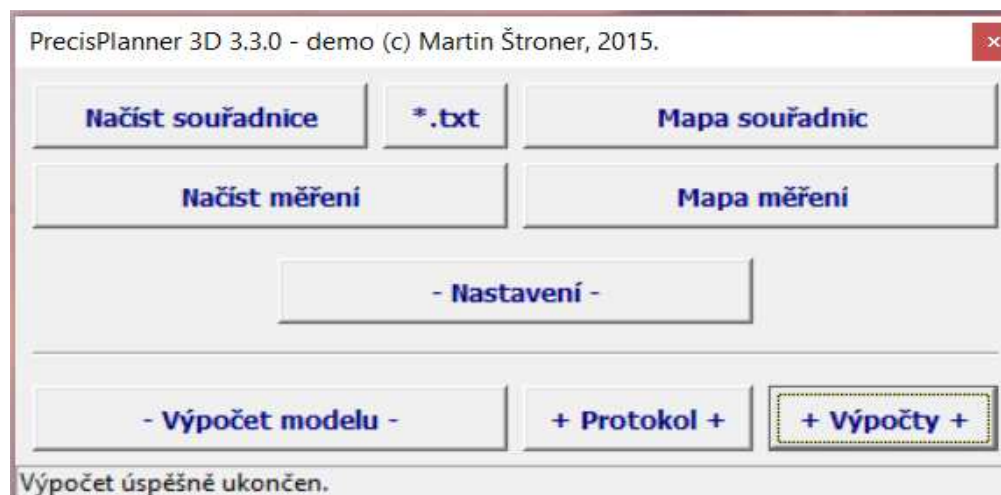 PrecisPlanner 3D 3.3.0 - demo (c) Martin Štroner, 2015.
Načíst souřadnice *.txt Mapa souřadnic
Načíst měření Mapa měření
- Nastavení -
- Výpočet modelu - + Protokol + + Výpočty +
Výpočet úspěšně ukončen.